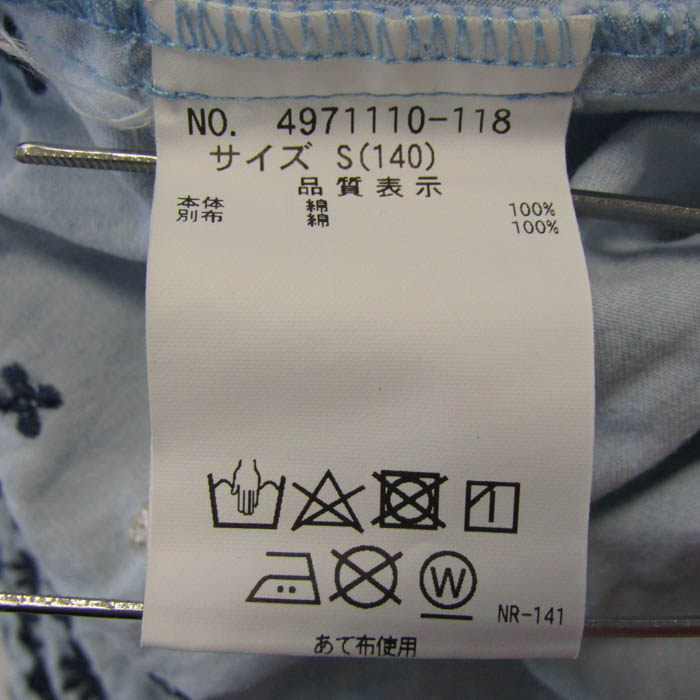 NO. 4971110-118
サイズ S(140)
品質表示
本体 綿 100%
別布 綿 100%
W
NR-141
あて布使用